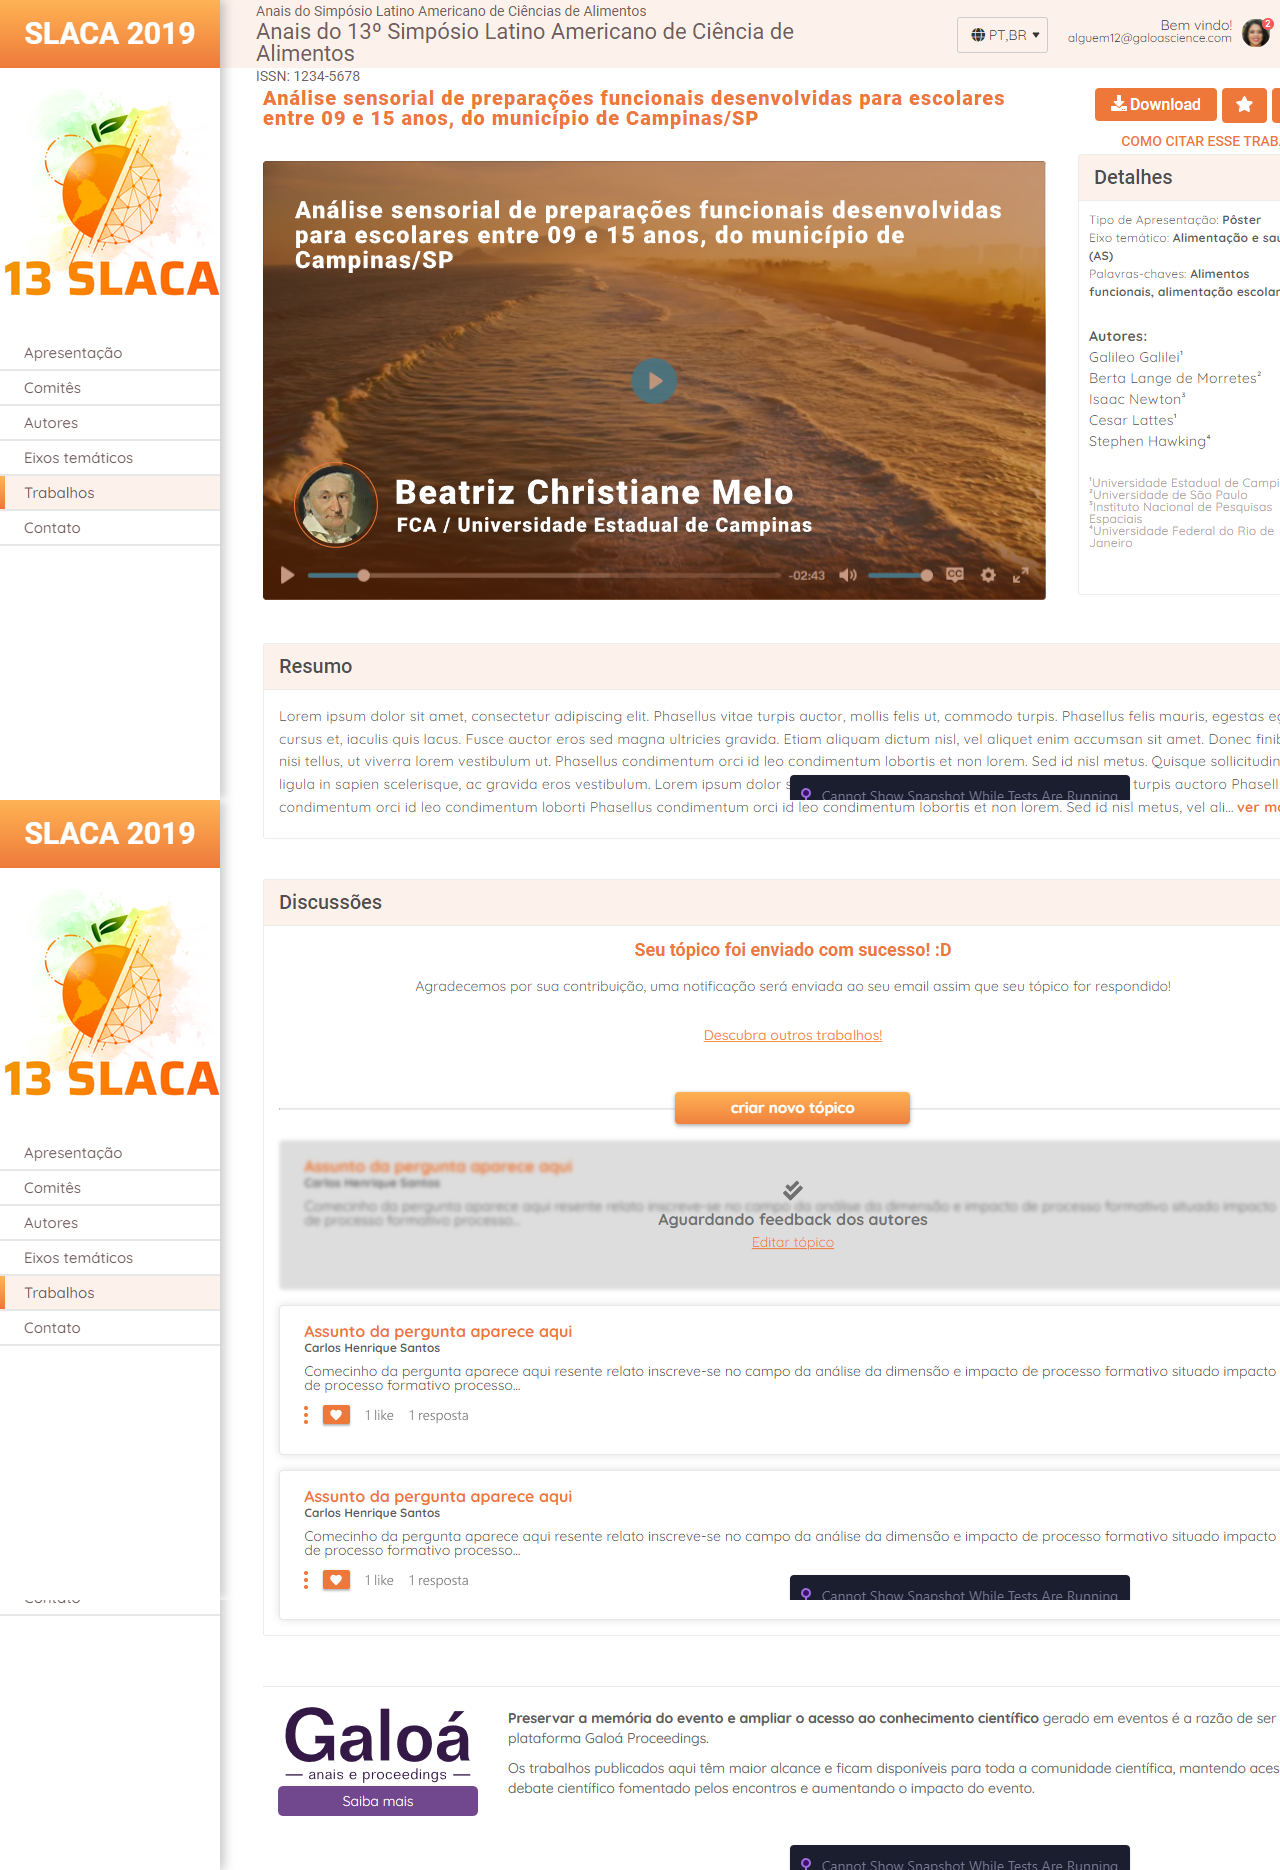 SLACA 2019
Anais do Simpósio Latino Americano de Ciências de Alimentos
Anais do 13º Simpósio Latino Americano de Ciência de
Alimentos
ISSN: 1234-5678
PT,BR
Bem vindo!
alguem12@galoascience.com
2
13 SLACA
Apresentação
Comitês
Autores
Eixos temáticos
Trabalhos
Contato
Análise sensorial de preparações funcionais desenvolvidas para escolares
entre 09 e 15 anos, do município de Campinas/SP
Download
COMO CITAR ESSE TRABA
Análise sensorial de preparações funcionais desenvolvidas
para escolares entre 09 e 15 anos, do município de
Campinas/SP
Beatriz Christiane Melo
FCA / Universidade Estadual de Campinas
-02:43
CC
Detalhes
Tipo de Apresentação: Pôster
Eixo temático: Alimentação e saú
(AS)
Palavras-chaves: Alimentos
funcionais, alimentação escolar
Autores:
Galileo Galilei¹
Berta Lange de Morretes²
Isaac Newton³
Cesar Lattes¹
Stephen Hawking⁴
¹Universidade Estadual de Campi
²Universidade de São Paulo
³Instituto Nacional de Pesquisas
Espaciais
⁴Universidade Federal do Rio de
Janeiro
Resumo
Lorem ipsum dolor sit amet, consectetur adipiscing elit. Phasellus vitae turpis auctor, mollis felis ut, commodo turpis. Phasellus felis mauris, egestas eg
cursus et, iaculis quis lacus. Fusce auctor eros sed magna ultricies gravida. Etiam aliquam dictum nisl, vel aliquet enim accumsan sit amet. Donec finib
nisi tellus, ut viverra lorem vestibulum ut. Phasellus condimentum orci id leo condimentum lobortis et non lorem. Sed id nisl metus. Quisque sollicitudin
ligula in sapien scelerisque, ac gravida eros vestibulum. Lorem ipsum dolor s turpis auctoro Phasell
Cannot Show Snapshot While Tests Are Running
condimentum orci id leo condimentum loborti Phasellus condimentum orci id leo condimentum lobortis et non lorem. Sed id nisl metus, vel ali... ver ma
SLACA 2019
13 SLACA
Apresentação
Comitês
Autores
Eixos temáticos
Trabalhos
Contato
Discussões
Seu tópico foi enviado com sucesso! :D
Agradecemos por sua contribuição, uma notificação será enviada ao seu email assim que seu tópico for respondido!
Descubra outros trabalhos!
criar novo tópico
Assunto da pergunta aparece aqui
Carlos Henrique Santos
Comecinho da pergunta aparece aqui resente relato inscreve-se no campo da análise da dimensão e impacto de processo formativo situado impacto
de processo formativo processo...
Aguardando feedback dos autores
Editar tópico
Assunto da pergunta aparece aqui
Carlos Henrique Santos
Comecinho da pergunta aparece aqui resente relato inscreve-se no campo da análise da dimensão e impacto de processo formativo situado impacto
de processo formativo processo...
1 like 1 resposta
Assunto da pergunta aparece aqui
Carlos Henrique Santos
Comecinho da pergunta aparece aqui resente relato inscreve-se no campo da análise da dimensão e impacto de processo formativo situado impacto
de processo formativo processo...
1 like 1 resposta
Cannot Show Snapshot While Tests Are Running
Contato
Galoá
anais e proceedings
Saiba mais
Preservar a memória do evento e ampliar o acesso ao conhecimento científico gerado em eventos é a razão de ser
plataforma Galoá Proceedings.
Os trabalhos publicados aqui têm maior alcance e ficam disponíveis para toda a comunidade científica, mantendo aces
debate científico fomentado pelos encontros e aumentando o impacto do evento.
Cannot Show Snapshot While Tests Are Running